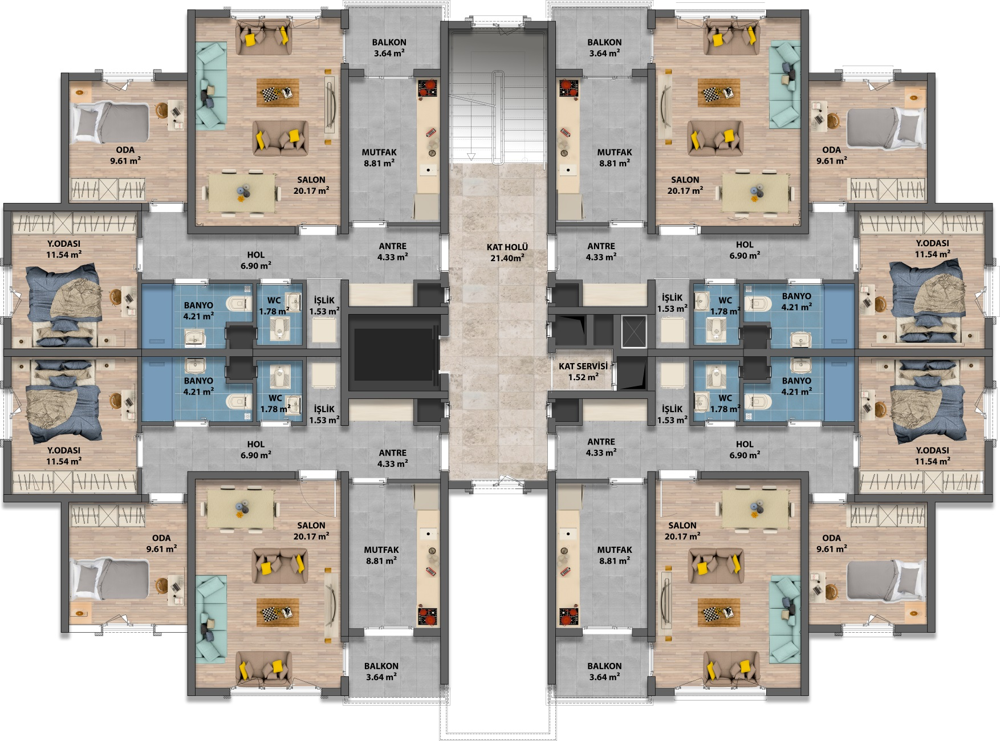 BALKON
3.64 m²
BALKON
3.64 m²
ODA
9.61 m²
MUTFAK
8.81 m²
MUTFAK
8.81 m²
ODA
9.61 m²
SALON
20.17 m²
SALON
20.17 m²
Y.ODASI
11.54 m²
HOL
6.90 m²
ANTRE
4.33 m²
KAT HOLÜ
21.40m²
ANTRE
4.33 m²
HOL
6.90 m²
Y.ODASI
11.54 m²
BANYO
4.21 m²
WC
1.78 m²
İŞLİK
1.53 m²
İŞLİK
1.53 m²
WC
1.78 m²
BANYO
4.21 m²
KAT SERVİSİ
1.52 m²
BANYO
4.21 m²
WC
1.78 m²
İŞLİK
1.53 m²
İŞLİK
1.53 m²
WC
1.78 m²
BANYO
4.21 m²
Y.ODASI
11.54 m²
HOL
6.90 m²
ANTRE
4.33 m²
ANTRE
4.33 m²
HOL
6.90 m²
Y.ODASI
11.54 m²
ODA
9.61 m²
SALON
20.17 m²
MUTFAK
8.81 m²
MUTFAK
8.81 m²
SALON
20.17 m²
ODA
9.61 m²
BALKON
3.64 m²
BALKON
3.64 m²